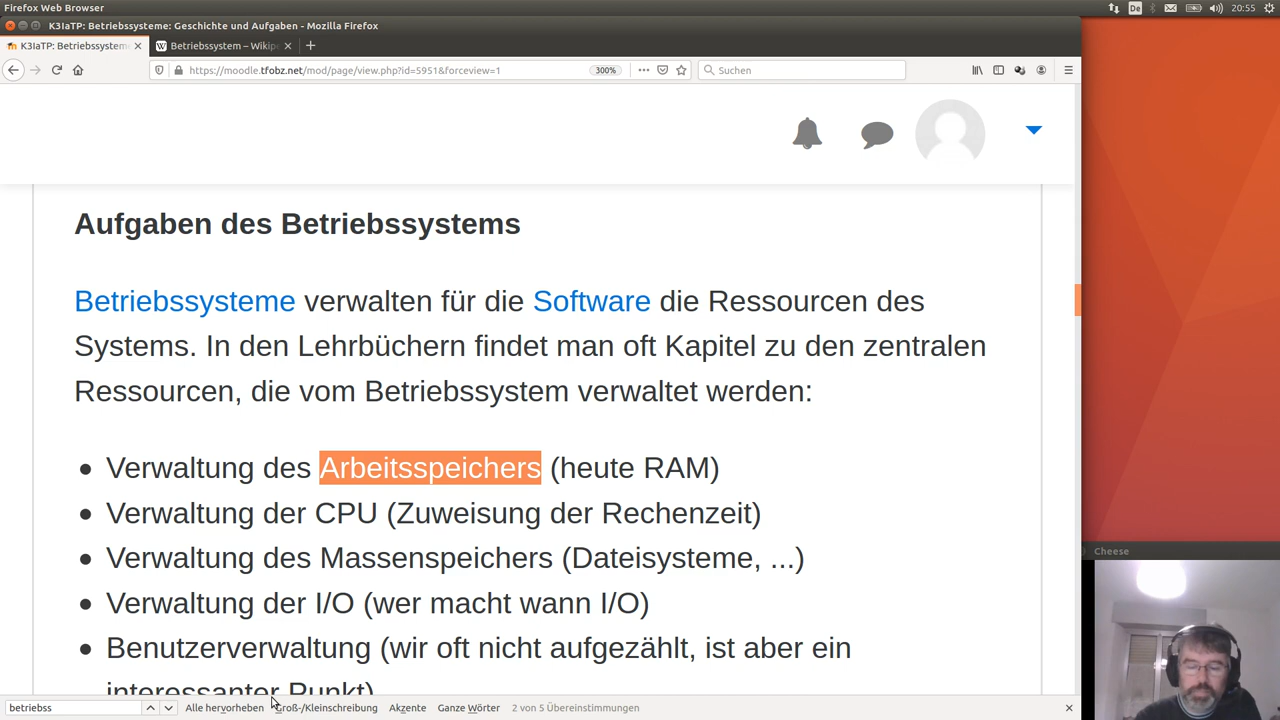 Firefox Web Browser
De
20:55
K3IaTP: Betriebssysteme: Geschichte und Aufgaben - Mozilla Firefox
K3IaTP: Betriebssysteme
Betriebssystem – Wikipe
https://moodle.tfobz.net/mod/page/view.php?id=5951&forceview=1
300%
Suchen
Aufgaben des Betriebssystems
Betriebssysteme verwalten für die Software die Ressourcen des
Systems. In den Lehrbüchern findet man oft Kapitel zu den zentralen
Ressourcen, die vom Betriebssystem verwaltet werden:
• Verwaltung des Arbeitsspeichers (heute RAM)
• Verwaltung der CPU (Zuweisung der Rechenzeit)
• Verwaltung des Massenspeichers (Dateisysteme, ...)
• Verwaltung der I/O (wer macht wann I/O)
• Benutzerverwaltung (wir oft nicht aufgezählt, ist aber ein
interessanter Punkt)
Cheese
betriebss
Alle hervorheben
Groß-/Kleinschreibung
Akzente
Ganze Wörter
2 von 5 Übereinstimmungen